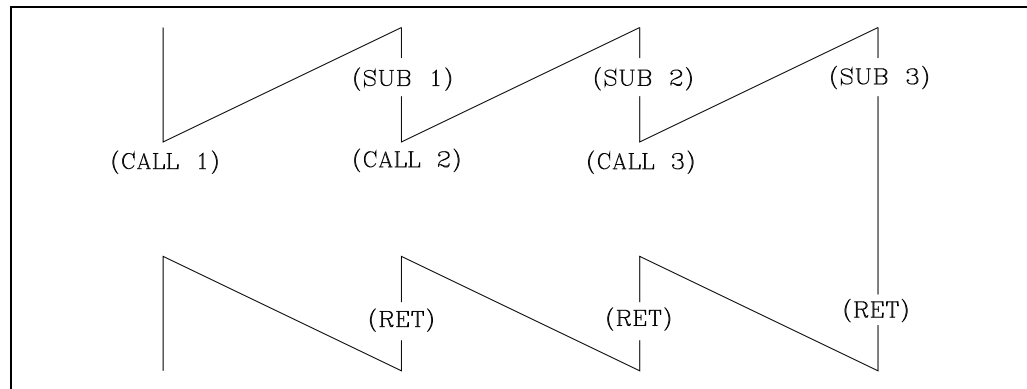 (SUB 1) (SUB 2) (SUB 3)
(CALL 1) (CALL 2) (CALL 3)
(RET) (RET) (RET)